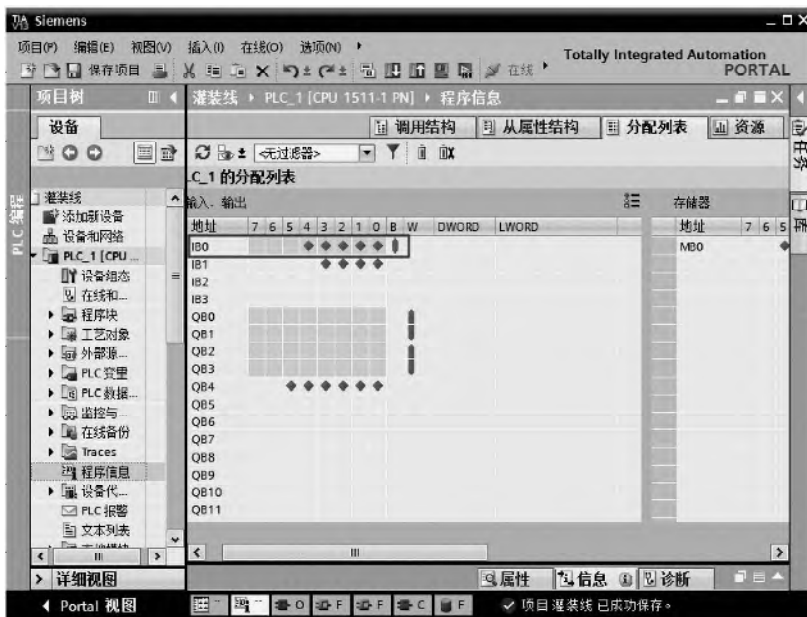 Siemens
项目(P) 编辑(E) 视图(V) 插入(I) 在线(O) 选项(N)
Totally Integrated Automation
PORTAL
保存项目
在线
项目树
灌装线 PLC_1 [CPU 1511-1 PN] 程序信息
设备
调用结构 从属性结构 分配列表 资源
<无过滤器>
任务
LC_1 的分配列表
PLC 编程
输入、输出
存储器
地址 7 6 5 4 3 2 1 0 B W DWORD LWORD
地址 7 6 5
IB0
MB0
IB1
IB2
IB3
QB0
QB1
QB2
QB3
QB4
QB5
QB6
QB7
QB8
QB9
QB10
QB11
灌装线
添加新设备
设备和网络
PLC_1 [CPU ...
设备组态
在线和...
程序块
工艺对象
外部源...
PLC 变量
PLC 数据...
监控与...
在线备份
Traces
程序信息
设备代...
PLC 报警
文本列表
详细视图
属性 信息 诊断
Portal 视图
O F F C F
项目 灌装线 已成功保存。